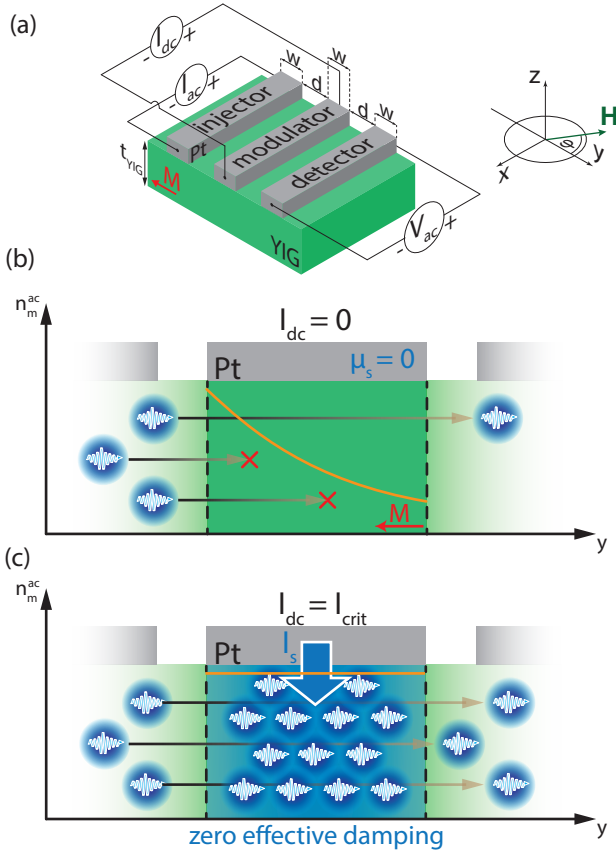 (a)
I_dc
- +
I_ac
- +
w
w
d
d
w
injector
modulator
detector
Pt
t_YIG
M
YIG
V_ac
- +
z
H
φ
x
y
(b)
n_m^ac
I_dc = 0
Pt
μ_s = 0
M
y
(c)
n_m^ac
I_dc = I_crit
Pt
I_s
y
zero effective damping